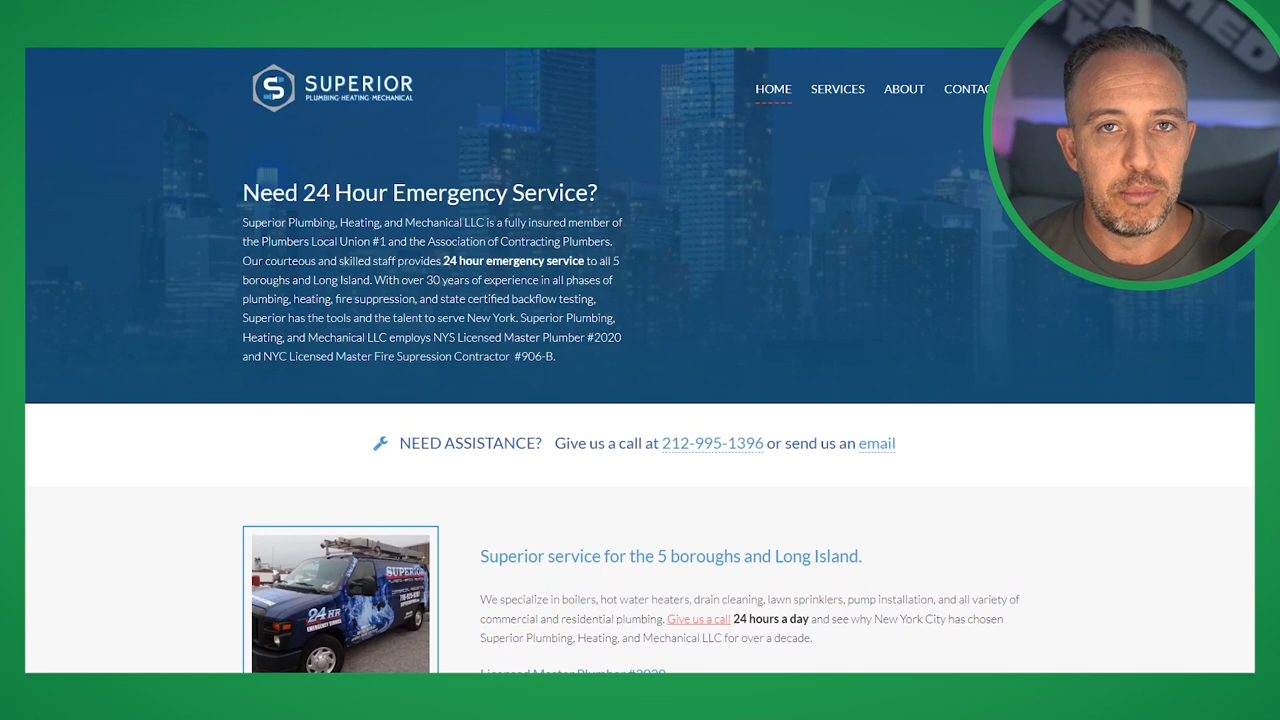 SUPERIOR
PLUMBING·HEATING·MECHANICAL
HOME SERVICES ABOUT
Need 24 Hour Emergency Service?
Superior Plumbing, Heating, and Mechanical LLC is a fully insured member of
the Plumbers Local Union #1 and the Association of Contracting Plumbers.
Our courteous and skilled staff provides 24 hour emergency service to all 5
boroughs and Long Island. With over 30 years of experience in all phases of
plumbing, heating, fire suppression, and state certified backflow testing,
Superior has the tools and the talent to serve New York. Superior Plumbing,
Heating, and Mechanical LLC employs NYS Licensed Master Plumber #2020
and NYC Licensed Master Fire Supression Contractor #906-B.
NEED ASSISTANCE? Give us a call at 212-995-1396 or send us an email
SUPERIOR
24 HR
EMERGENCY SERVICE
Superior service for the 5 boroughs and Long Island.
We specialize in boilers, hot water heaters, drain cleaning, lawn sprinklers, pump installation, and all variety of
commercial and residential plumbing. Give us a call 24 hours a day and see why New York City has chosen
Superior Plumbing, Heating, and Mechanical LLC for over a decade.
Licensed Master Plumber #2020